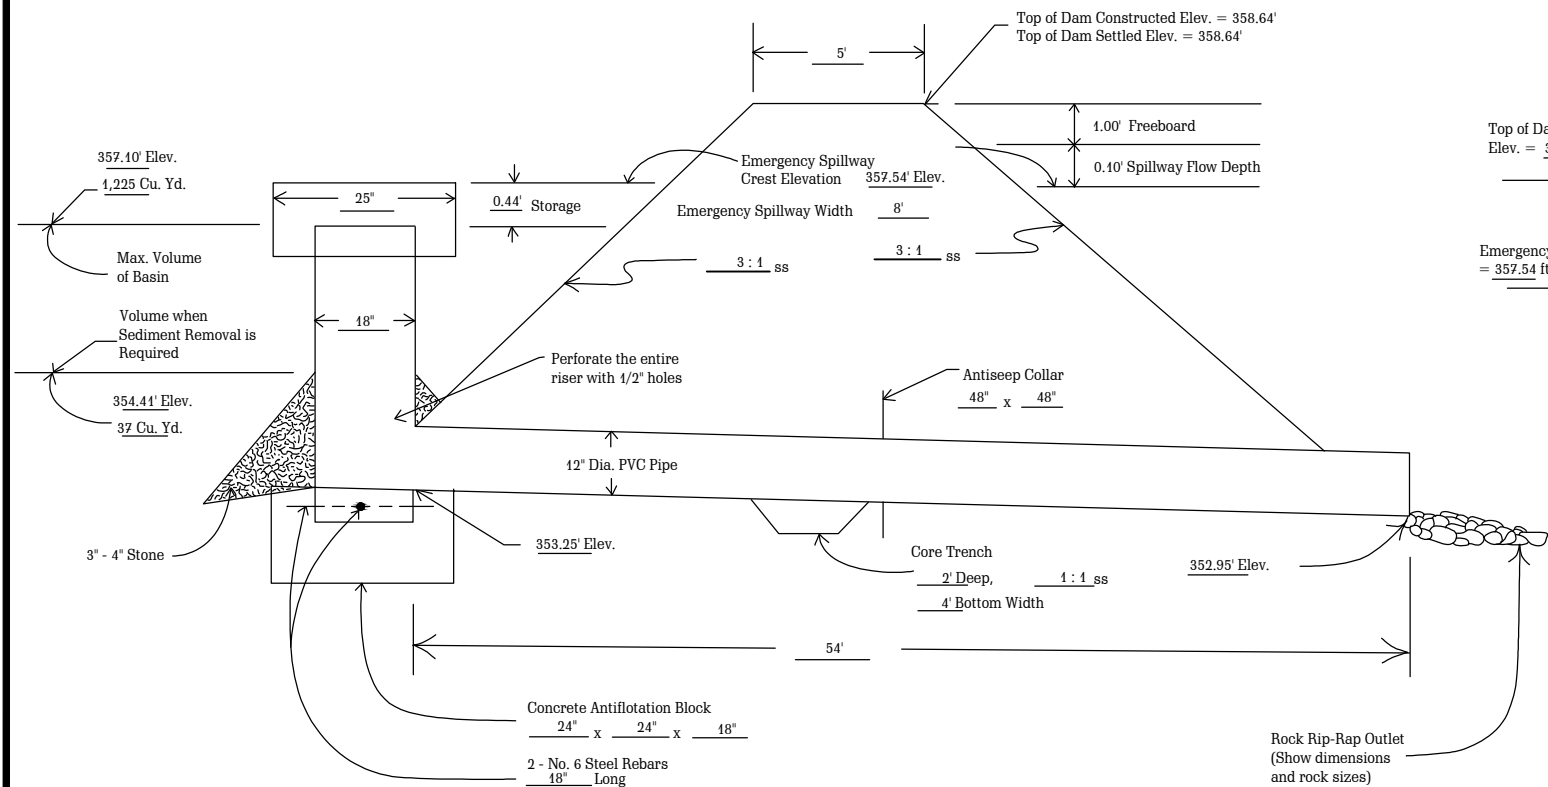 Top of Dam Constructed Elev. = 358.64'
Top of Dam Settled Elev. = 358.64'
5'
1.00' Freeboard
0.10' Spillway Flow Depth
Top of Da
Elev. =
357.10' Elev.
1,225 Cu. Yd.
25"
0.44' Storage
Emergency Spillway
Crest Elevation 357.54' Elev.
Emergency Spillway Width 8'
Max. Volume
of Basin
3 : 1 ss
3 : 1 ss
Emergency
= 357.54 ft
Volume when
Sediment Removal is
Required
18"
Perforate the entire
riser with 1/2" holes
Antiseep Collar
48" x 48"
354.41' Elev.
37 Cu. Yd.
12" Dia. PVC Pipe
3" - 4" Stone
353.25' Elev.
Core Trench
2' Deep, 1 : 1 ss
4' Bottom Width
352.95' Elev.
54'
Concrete Antiflotation Block
24" x 24" x 18"
2 - No. 6 Steel Rebars
18" Long
Rock Rip-Rap Outlet
(Show dimensions
and rock sizes)